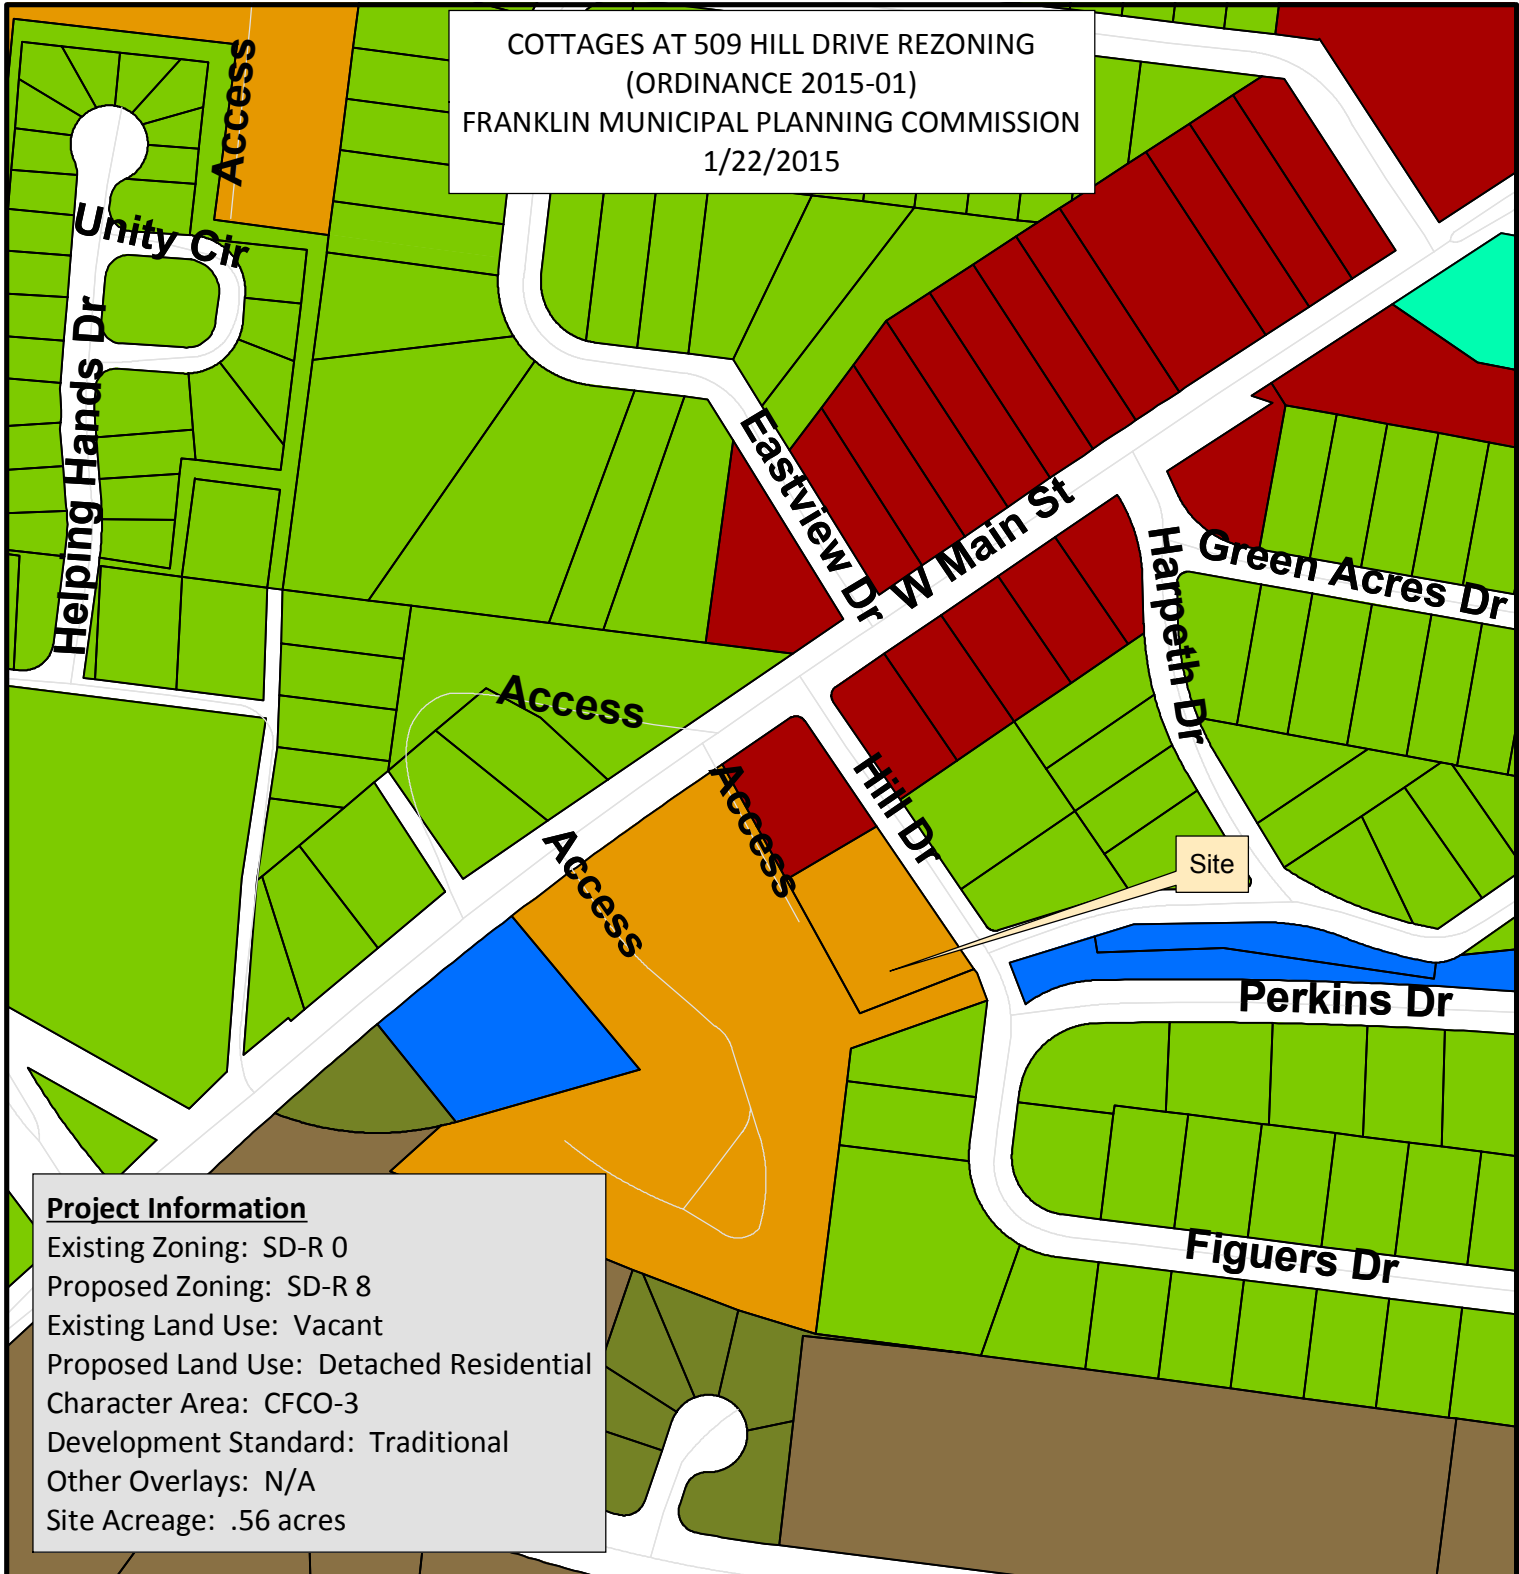 COTTAGES AT 509 HILL DRIVE REZONING
(ORDINANCE 2015-01)
FRANKLIN MUNICIPAL PLANNING COMMISSION
1/22/2015
Access
Unity Cir
Helping Hands Dr
Eastview Dr
W Main St
Green Acres Dr
Harpeth Dr
Access
Access
Hill Dr
Access
Site
Perkins Dr
Figuers Dr
Project Information
Existing Zoning: SD-R 0
Proposed Zoning: SD-R 8
Existing Land Use: Vacant
Proposed Land Use: Detached Residential
Character Area: CFCO-3
Development Standard: Traditional
Other Overlays: N/A
Site Acreage: .56 acres